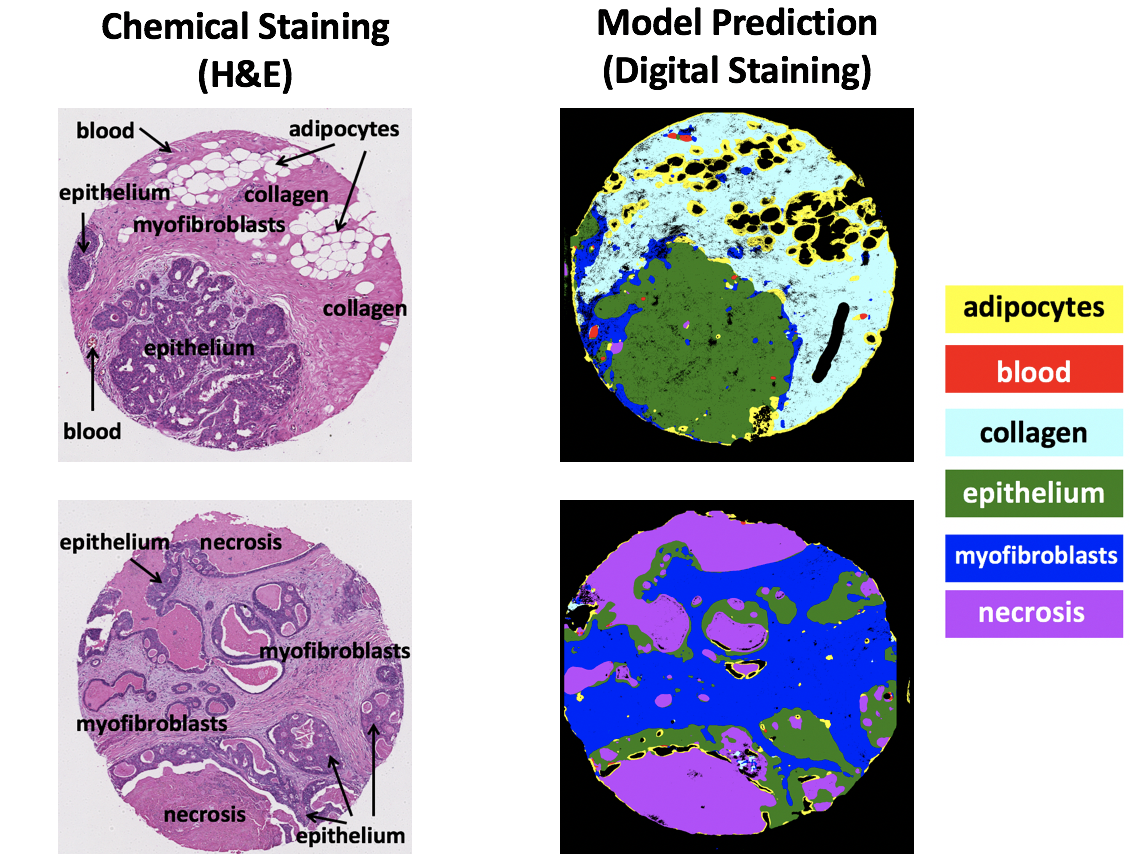 Chemical Staining
(H&E)
Model Prediction
(Digital Staining)
blood
adipocytes
epithelium
collagen
myofibroblasts
collagen
epithelium
blood
epithelium
necrosis
myofibroblasts
myofibroblasts
necrosis
epithelium
adipocytes
blood
collagen
epithelium
myofibroblasts
necrosis